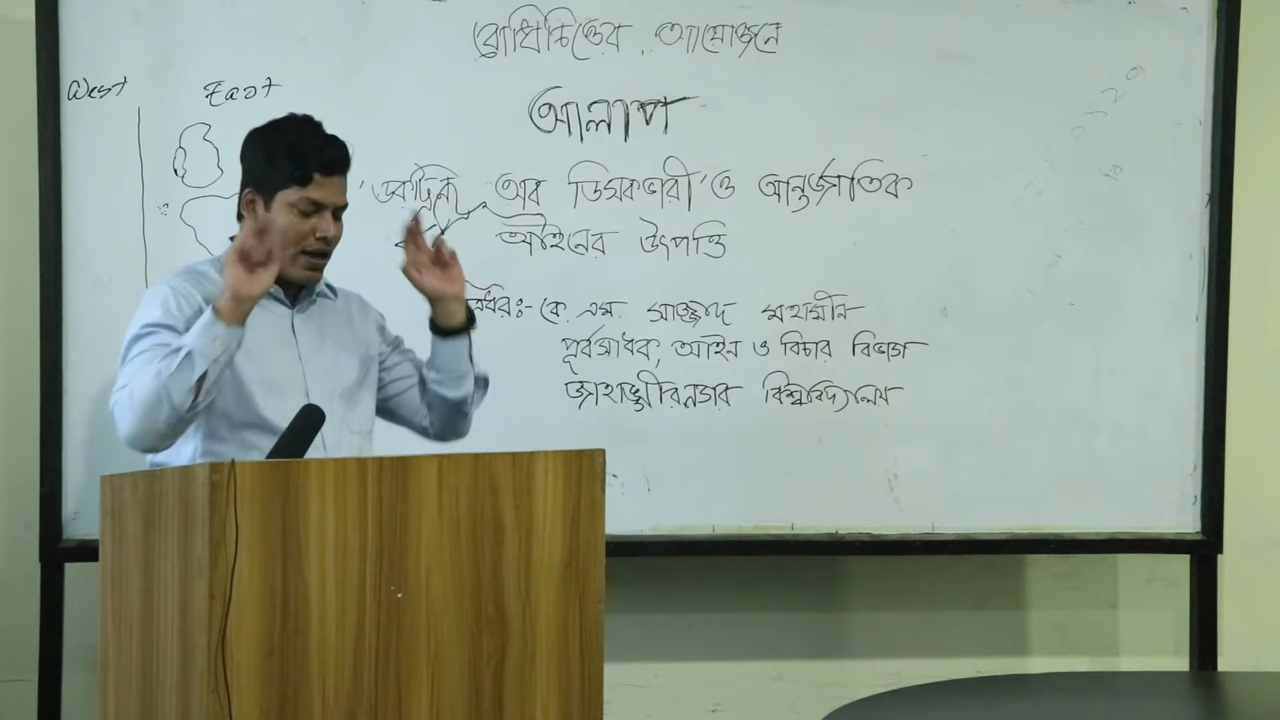 বোধিচিত্তের আয়োজনে
West East
আলাপ
'ডকট্রিন অব ডিসকভারী' ও আন্তর্জাতিক
আইনের উৎপত্তি
কে. এম. সাজ্জাদ মহাসীন
পূর্বসাধক, আইন ও বিচার বিভাগ
জাহাঙ্গীরনগর বিশ্ববিদ্যালয়